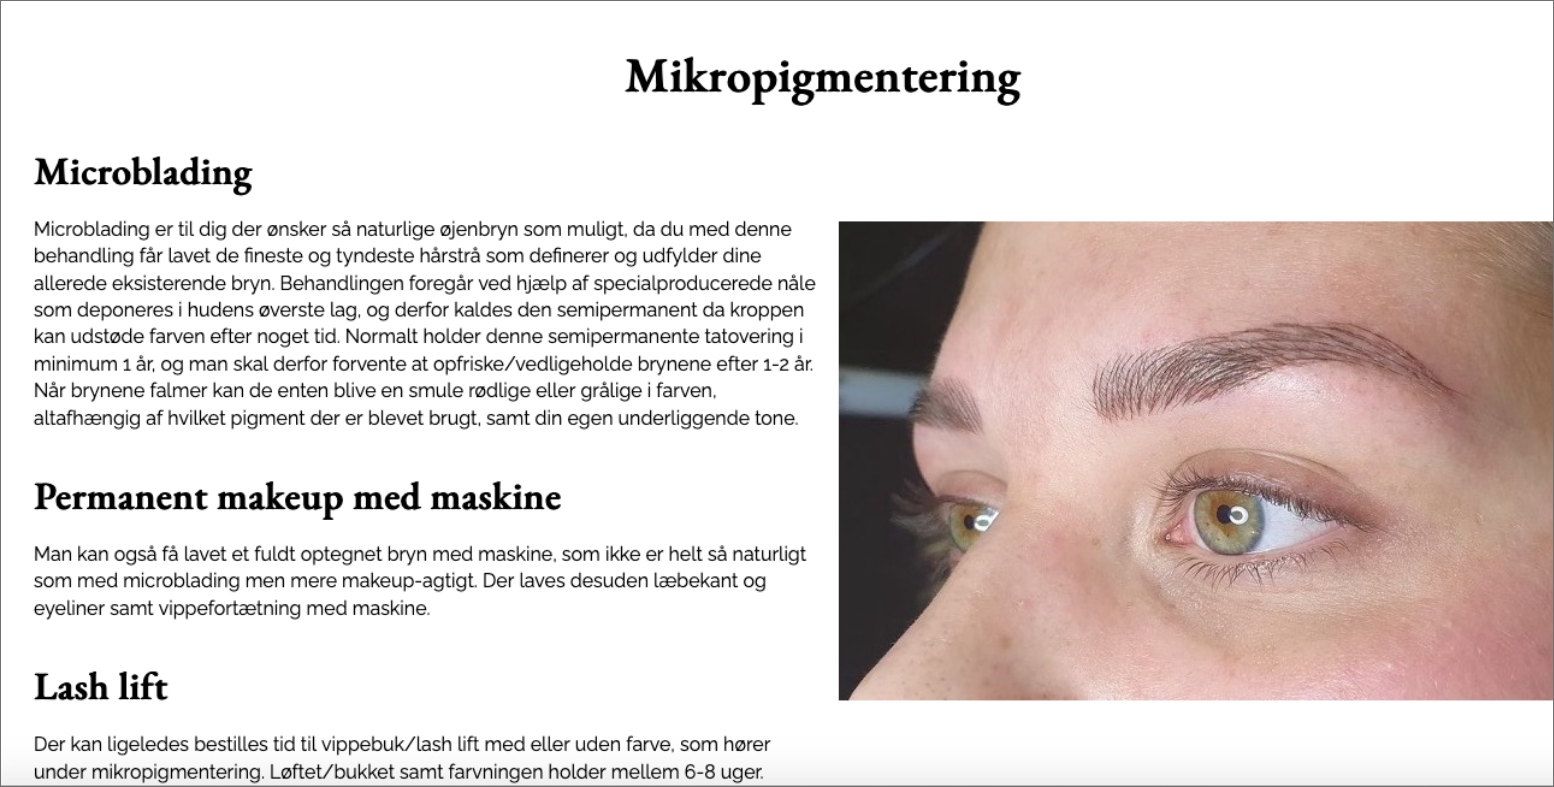 Mikropigmentering
Microblading
Microblading er til dig der ønsker så naturlige øjenbryn som muligt, da du med denne
behandling får lavet de fineste og tyndeste hårstrå som definerer og udfylder dine
allerede eksisterende bryn. Behandlingen foregår ved hjælp af specialproducerede nåle
som deponeres i hudens øverste lag, og derfor kaldes den semipermanent da kroppen
kan udstøde farven efter noget tid. Normalt holder denne semipermanente tatovering i
minimum 1 år, og man skal derfor forvente at opfriske/vedligeholde brynene efter 1-2 år.
Når brynene falmer kan de enten blive en smule rødlige eller grålige i farven,
altafhængig af hvilket pigment der er blevet brugt, samt din egen underliggende tone.
Permanent makeup med maskine
Man kan også få lavet et fuldt optegnet bryn med maskine, som ikke er helt så naturligt
som med microblading men mere makeup-agtigt. Der laves desuden læbekant og
eyeliner samt vippefortætning med maskine.
Lash lift
Der kan ligeledes bestilles tid til vippebuk/lash lift med eller uden farve, som hører
under mikropigmentering. Løftet/bukket samt farvningen holder mellem 6-8 uger.